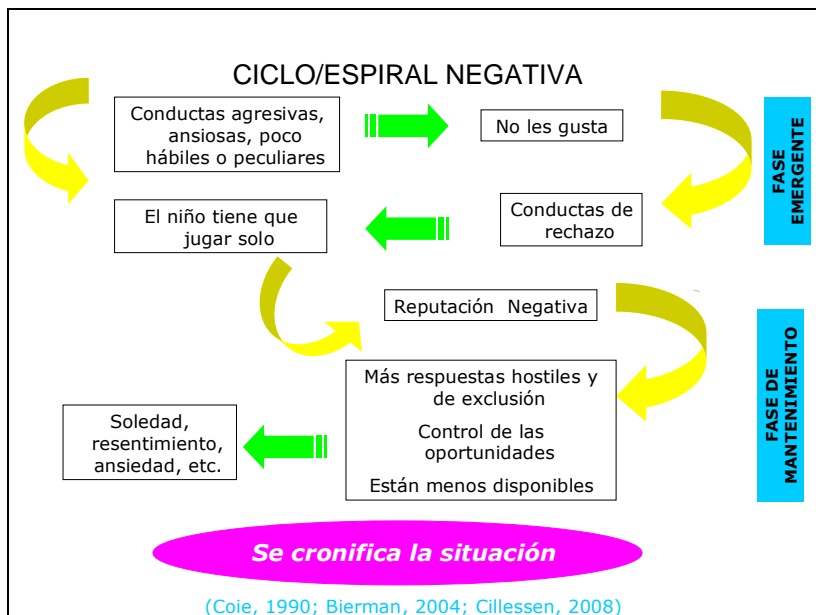 CICLO/ESPIRAL NEGATIVA
Conductas agresivas,
ansiosas, poco
hábiles o peculiares
No les gusta
FASE
EMERGENTE
El niño tiene que
jugar solo
Conductas de
rechazo
Reputación Negativa
Más respuestas hostiles y
de exclusión
Control de las
oportunidades
Están menos disponibles
FASE DE
MANTENIMIENTO
Soledad,
resentimiento,
ansiedad, etc.
Se cronifica la situación
(Coie, 1990; Bierman, 2004; Cillessen, 2008)